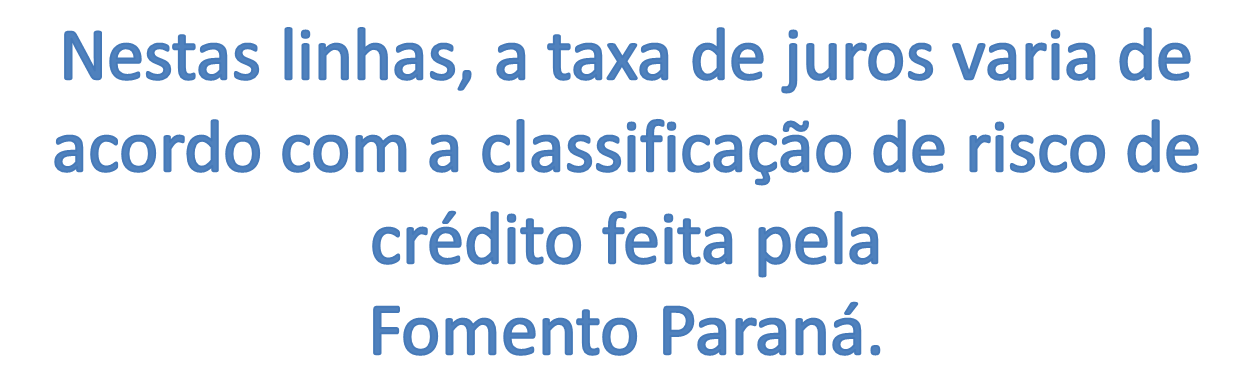 Nestas linhas, a taxa de juros varia de
acordo com a classificação de risco de
crédito feita pela
Fomento Paraná.